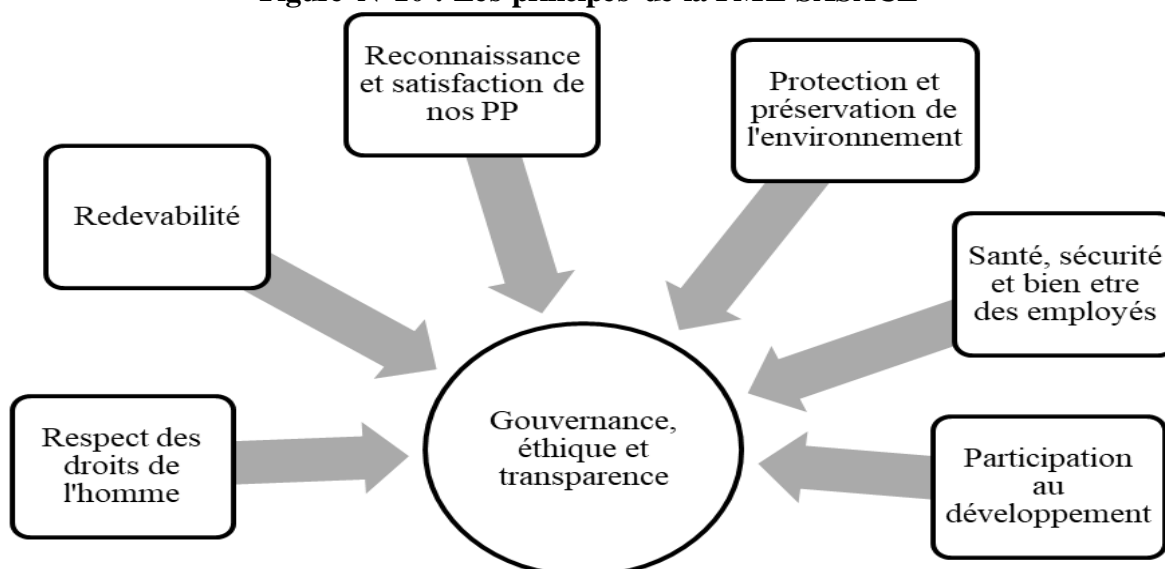 Reconnaissance
et satisfaction de
nos PP
Protection et
préservation de
l'environnement
Redevabilité
Santé, sécurité
et bien etre
des employés
Gouvernance,
éthique et
transparence
Respect des
droits de
l'homme
Participation
au
développement